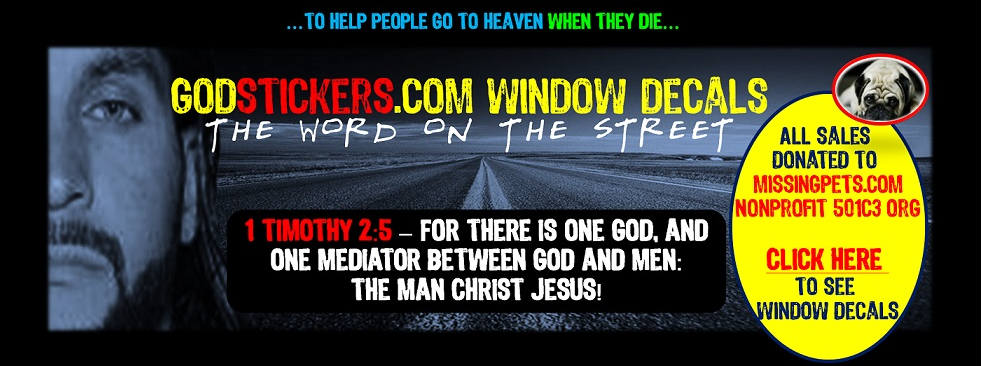 ...TO HELP PEOPLE GO TO HEAVEN WHEN THEY DIE...
GODSTICKERS.COM WINDOW DECALS
THE WORD ON THE STREET
1 TIMOTHY 2:5 – FOR THERE IS ONE GOD, AND
ONE MEDIATOR BETWEEN GOD AND MEN:
THE MAN CHRIST JESUS!
ALL SALES
DONATED TO
MISSINGPETS.COM
NONPROFIT 501C3 ORG
CLICK HERE
TO SEE
WINDOW DECALS